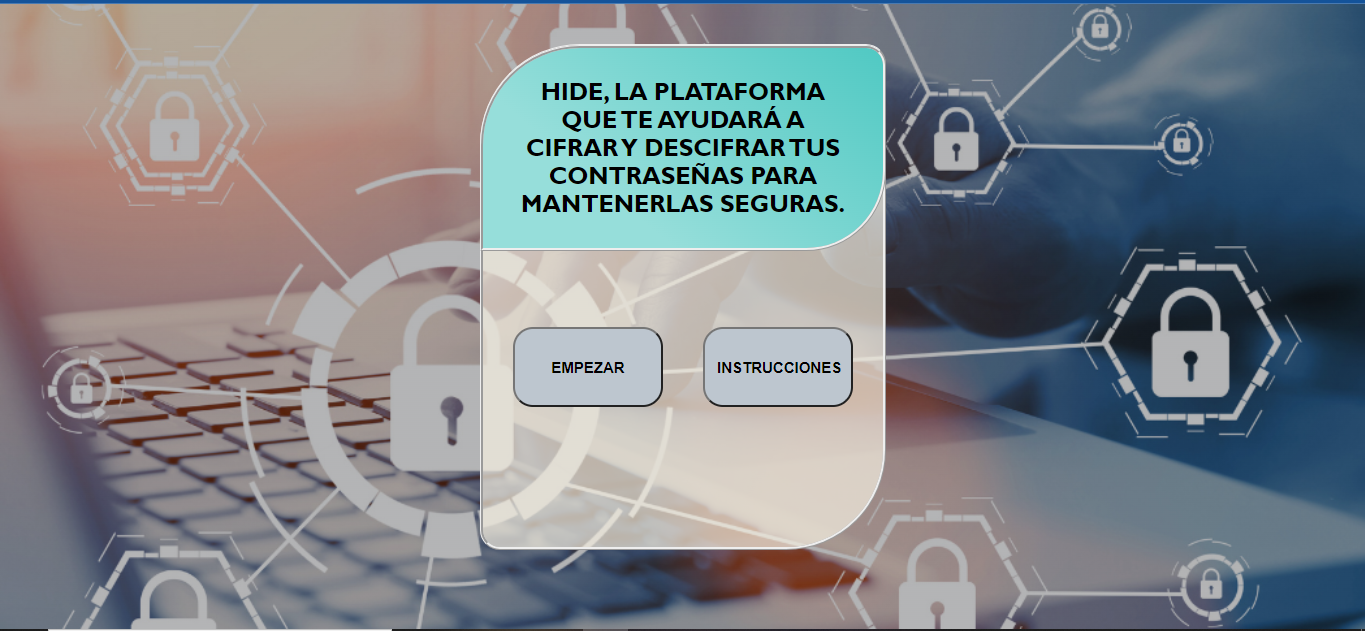 HIDE, LA PLATAFORMA
QUE TE AYUDARÁ A
CIFRAR Y DESCIFRAR TUS
CONTRASEÑAS PARA
MANTENERLAS SEGURAS.
EMPEZAR
INSTRUCCIONES